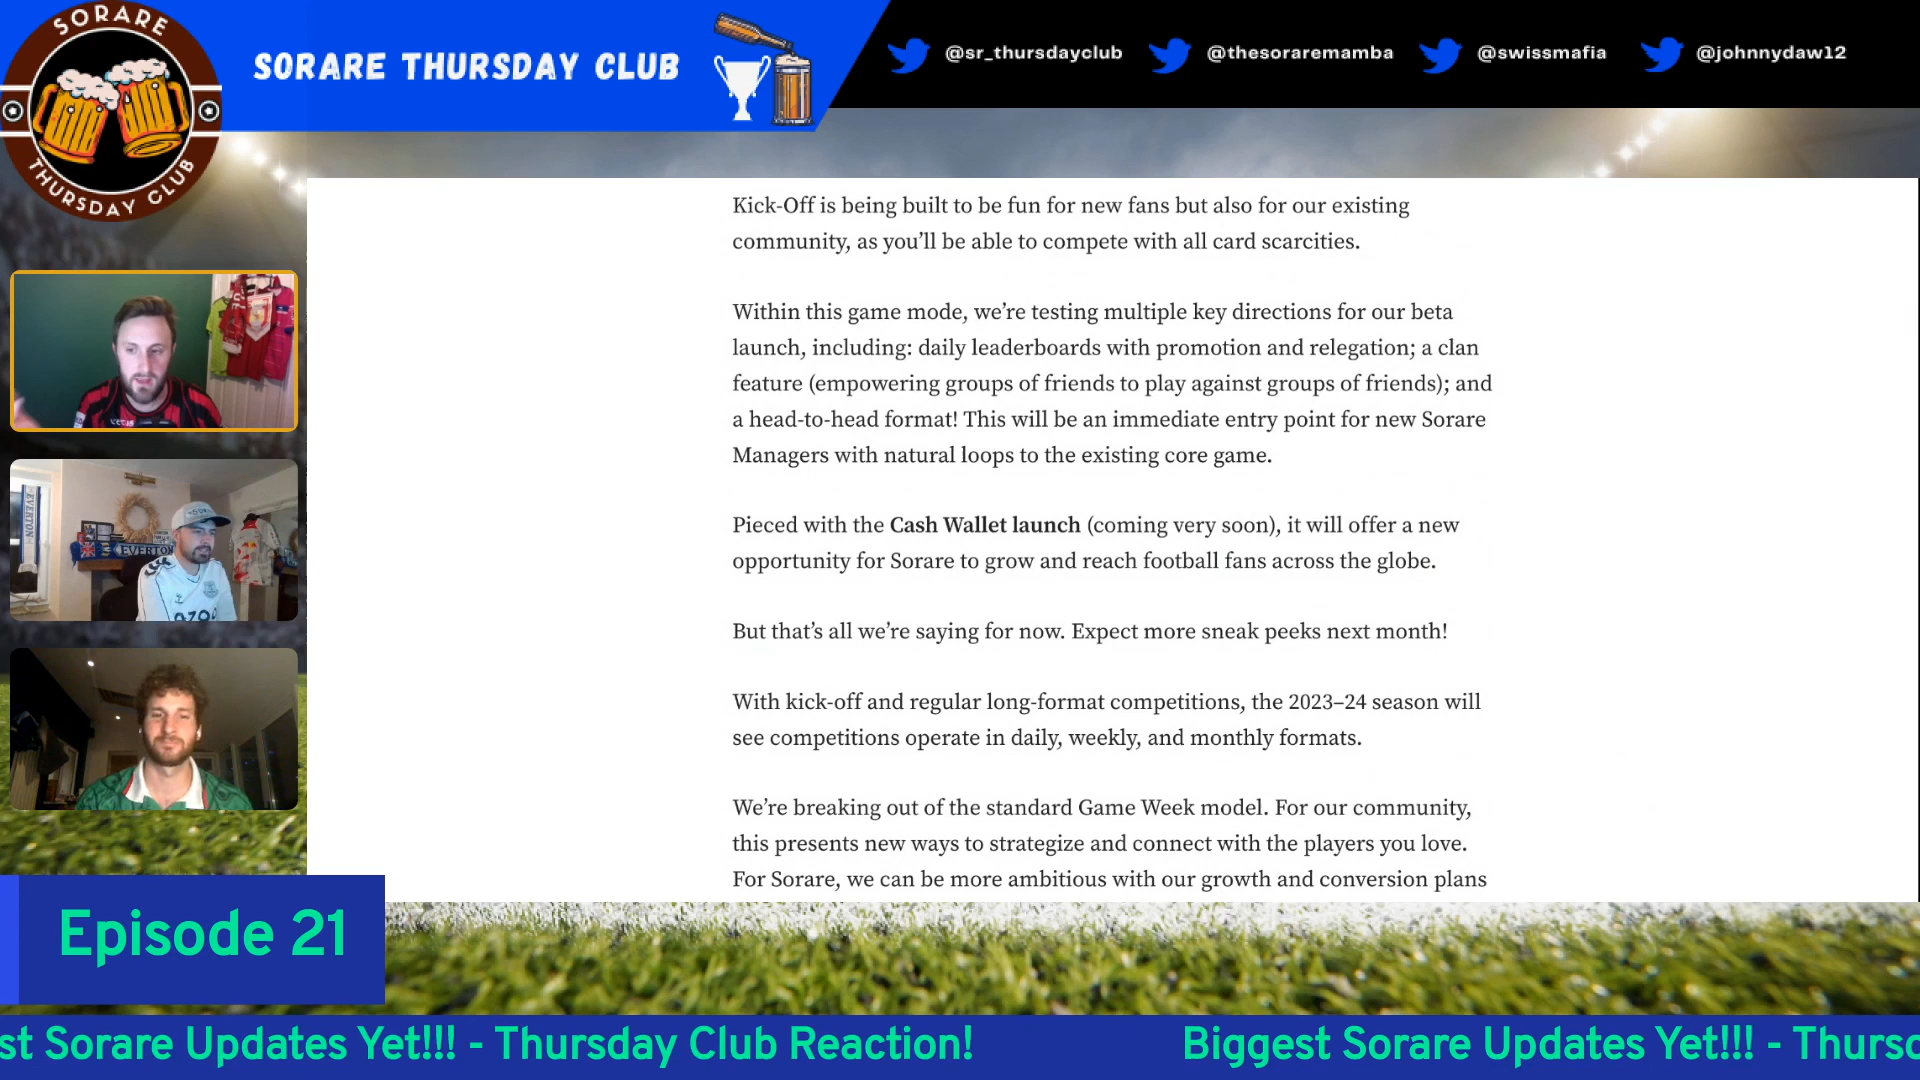 SORARE
THURSDAY CLUB
SORARE THURSDAY CLUB
@sr_thursdayclub
@thesoraremamba
@swissmafia
@johnnydaw12
Kick-Off is being built to be fun for new fans but also for our existing
community, as you’ll be able to compete with all card scarcities.
Within this game mode, we’re testing multiple key directions for our beta
launch, including: daily leaderboards with promotion and relegation; a clan
feature (empowering groups of friends to play against groups of friends); and
a head-to-head format! This will be an immediate entry point for new Sorare
Managers with natural loops to the existing core game.
Pieced with the Cash Wallet launch (coming very soon), it will offer a new
opportunity for Sorare to grow and reach football fans across the globe.
But that’s all we’re saying for now. Expect more sneak peeks next month!
With kick-off and regular long-format competitions, the 2023–24 season will
see competitions operate in daily, weekly, and monthly formats.
We’re breaking out of the standard Game Week model. For our community,
this presents new ways to strategize and connect with the players you love.
For Sorare, we can be more ambitious with our growth and conversion plans
EVERTON
EVERTON
Episode 21
st Sorare Updates Yet!!! - Thursday Club Reaction!
Biggest Sorare Updates Yet!!! - Thursd